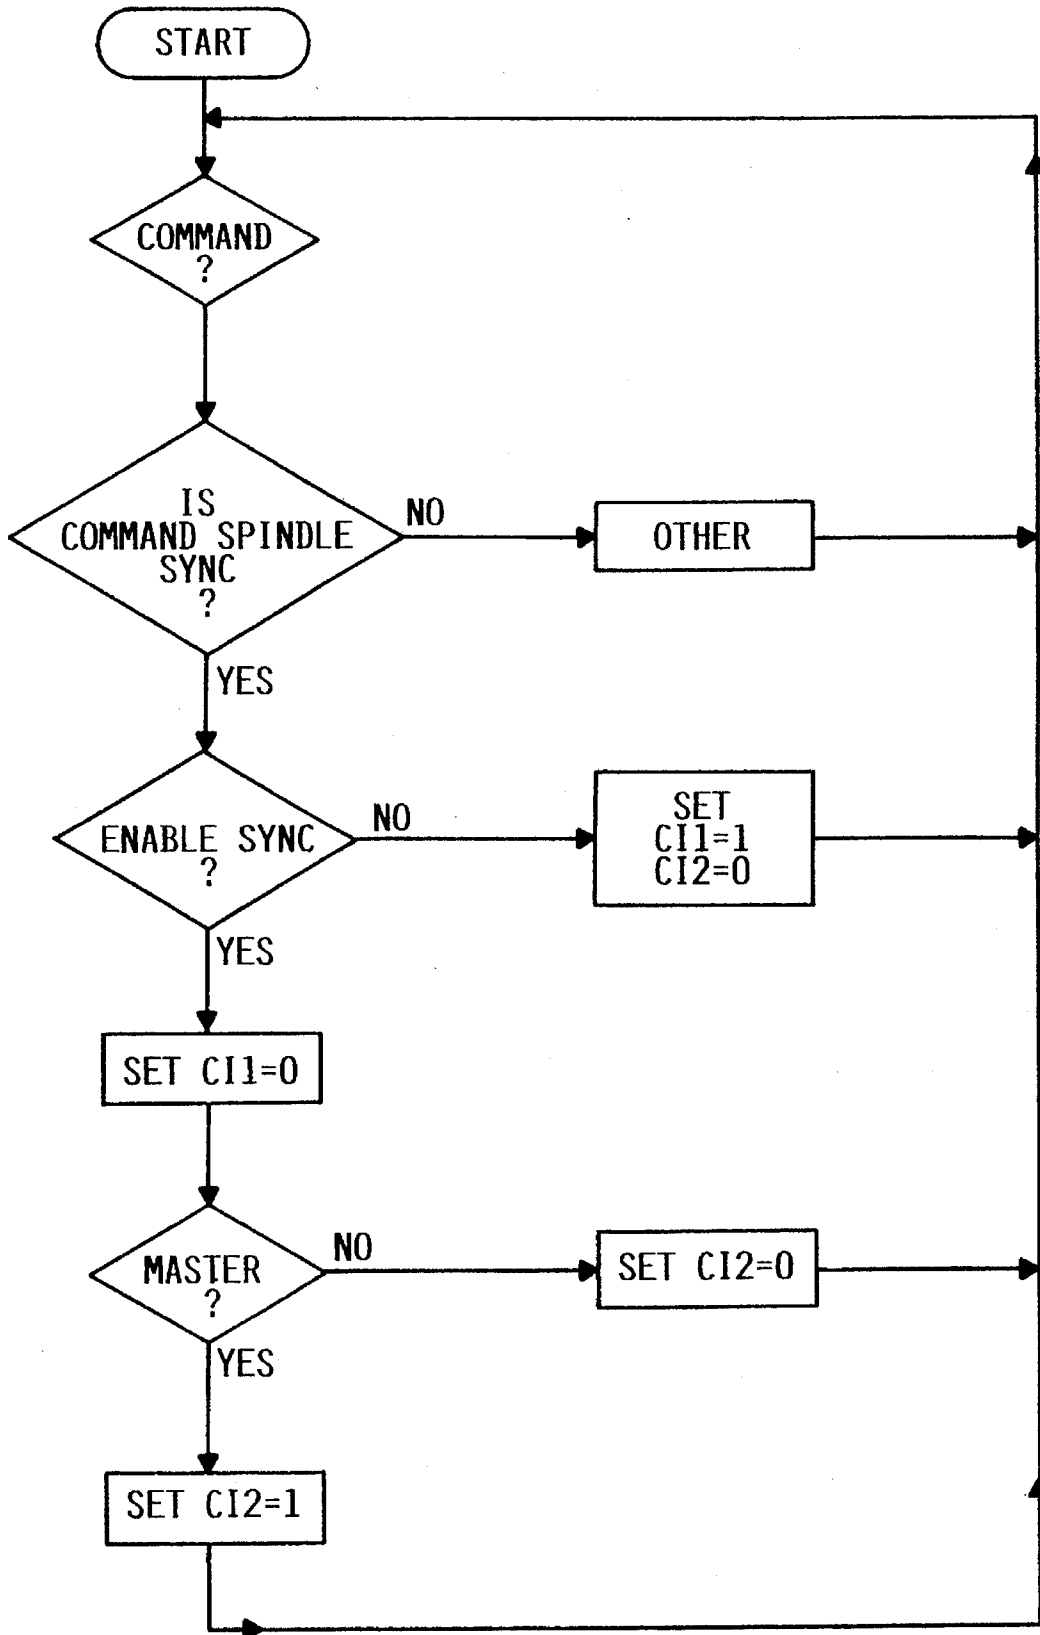 START
COMMAND
?
IS
COMMAND SPINDLE
SYNC
?
NO
OTHER
YES
ENABLE SYNC
?
NO
SET
CI1=1
CI2=0
YES
SET CI1=0
MASTER
?
NO
SET CI2=0
YES
SET CI2=1